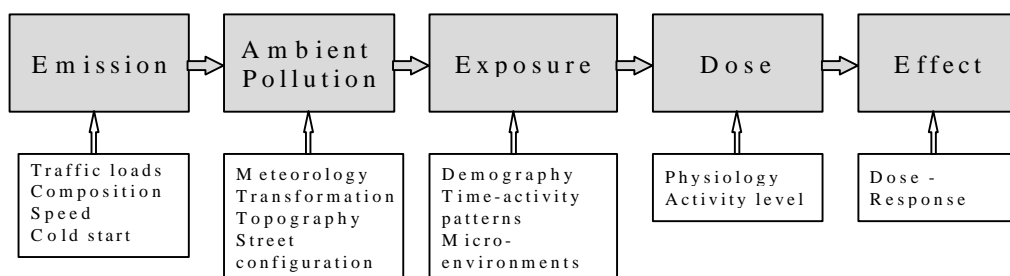 Emission
Ambient
Pollution
Exposure
Dose
Effect
Traffic loads
Composition
Speed
Cold start
Meteorology
Transformation
Topography
Street
configuration
Demography
Time-activity
patterns
Micro-
environments
Physiology
Activity level
Dose -
Response